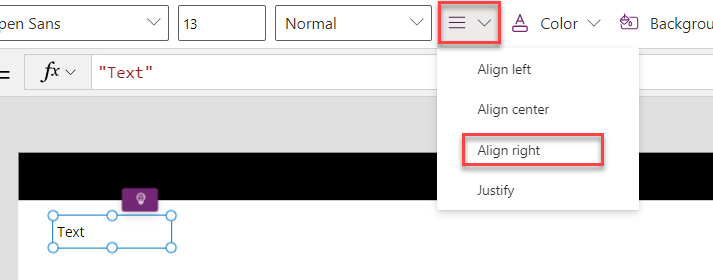 pen Sans 13 Normal Color Backgrou
= fx "Text"
Align left
Align center
Align right
Justify
Text